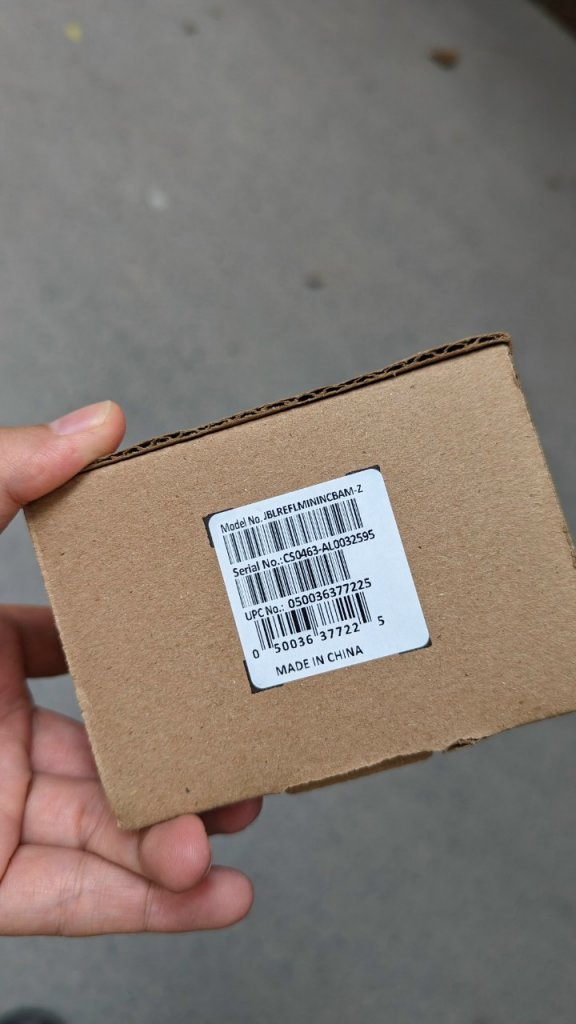 Model No. JBLREFLMININCBAM-Z
Serial No.: CS0463-AL0032595
UPC No.: 050036377225
0 50036 37722 5
MADE IN CHINA